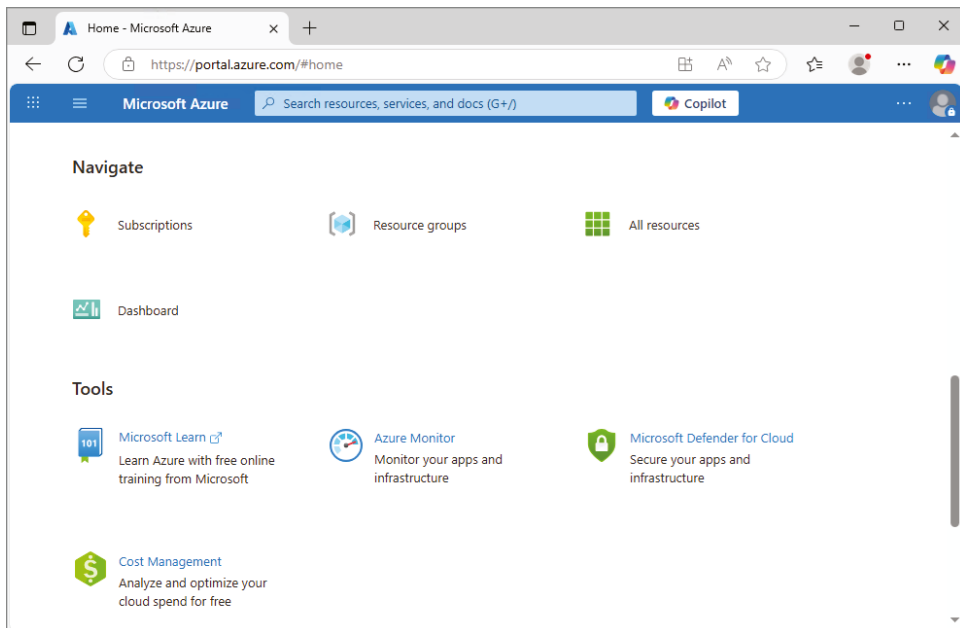 Home - Microsoft Azure
https://portal.azure.com/#home
Microsoft Azure
Search resources, services, and docs (G+/)
Copilot
Navigate
Subscriptions
Resource groups
All resources
Dashboard
Tools
101
Microsoft Learn
Learn Azure with free online
training from Microsoft
Azure Monitor
Monitor your apps and
infrastructure
Microsoft Defender for Cloud
Secure your apps and
infrastructure
$
Cost Management
Analyze and optimize your
cloud spend for free